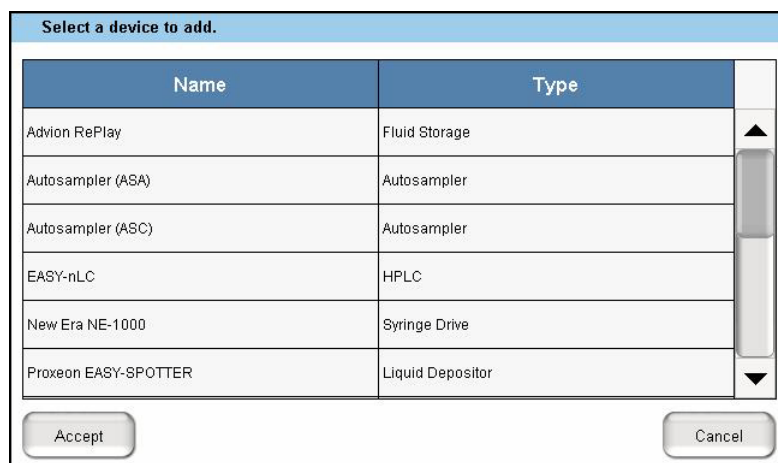 Select a device to add.
Name Type
Advion RePlay Fluid Storage
Autosampler (ASA) Autosampler
Autosampler (ASC) Autosampler
EASY-nLC HPLC
New Era NE-1000 Syringe Drive
Proxeon EASY-SPOTTER Liquid Depositor
Accept Cancel